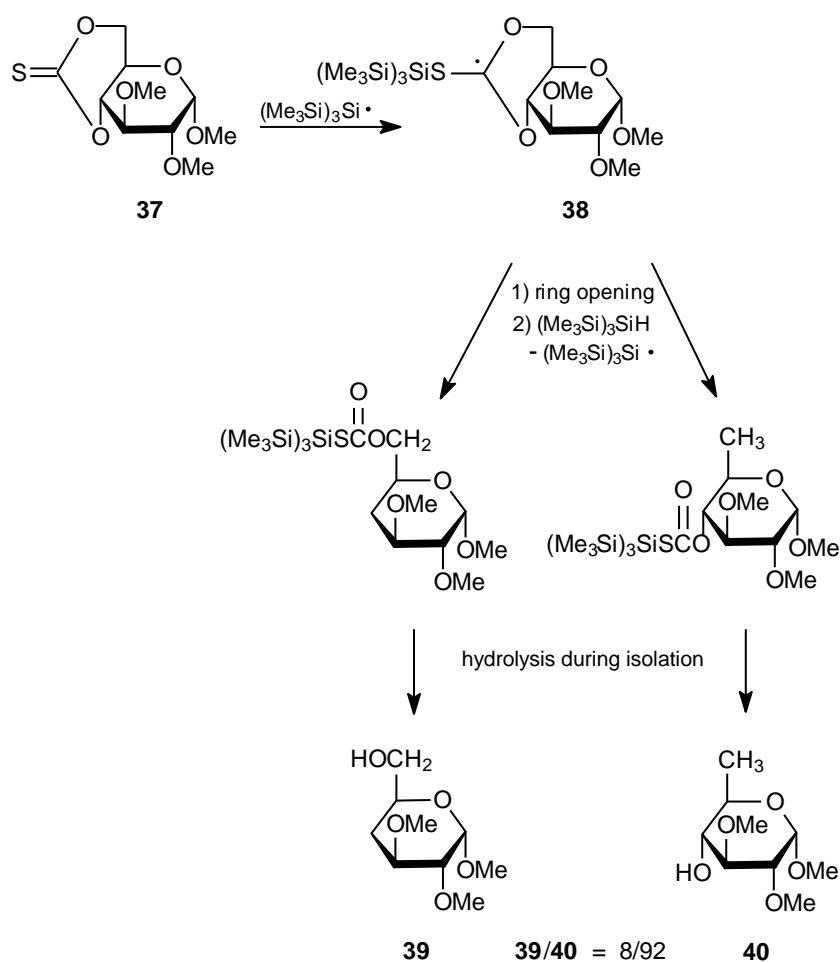 O
S
O
OMe
O
OMe
OMe
37
(Me3Si)3Si •
(Me3Si)3SiS
•
O
O
OMe
O
OMe
OMe
38
1) ring opening
2) (Me3Si)3SiH
- (Me3Si)3Si •
O
(Me3Si)3SiSCOCH2
O
OMe
OMe
OMe
CH3
O
O
OMe
(Me3Si)3SiSCO
OMe
OMe
hydrolysis during isolation
HOCH2
O
OMe
OMe
OMe
CH3
O
OMe
HO
OMe
OMe
39 39/40 = 8/92 40